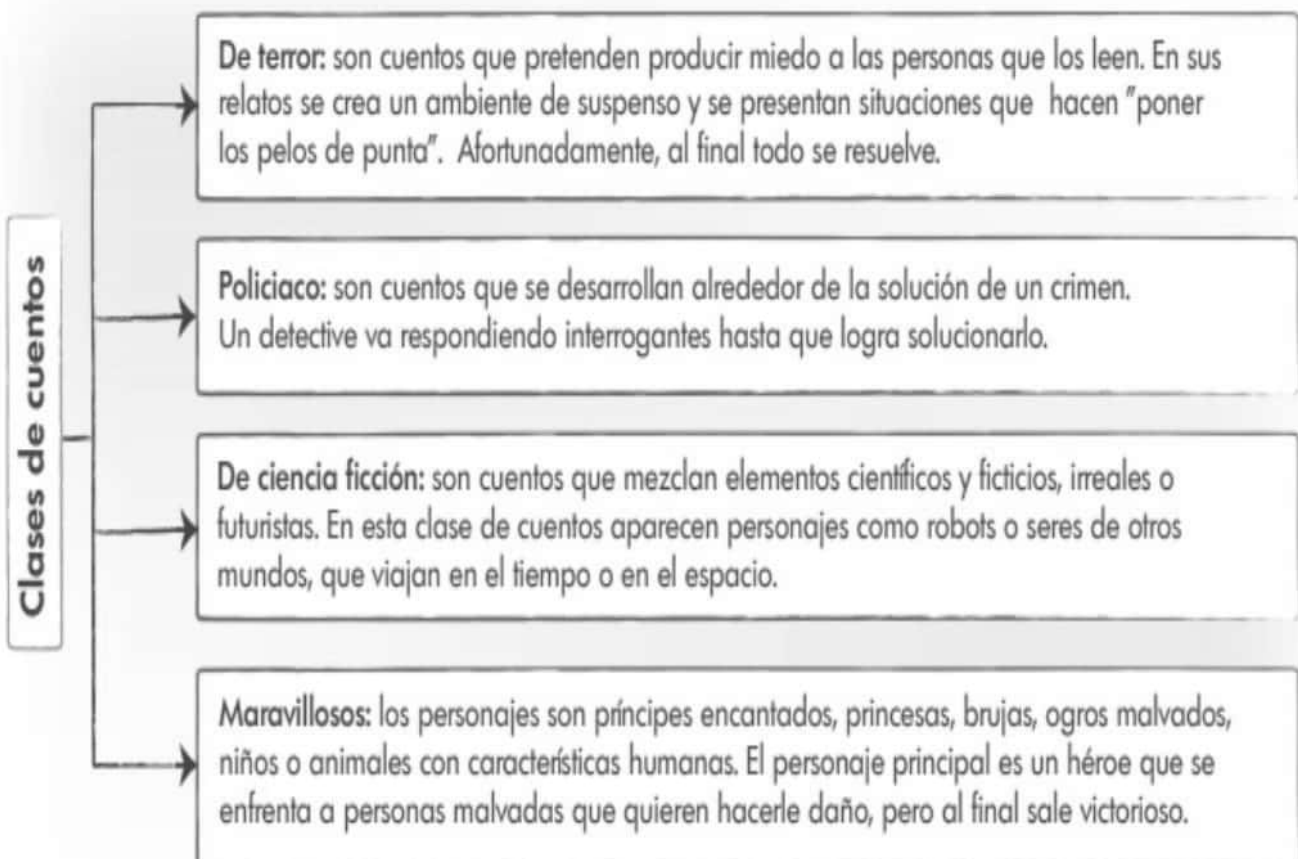 Clases de cuentos
De terror: son cuentos que pretenden producir miedo a las personas que los leen. En sus
relatos se crea un ambiente de suspenso y se presentan situaciones que hacen "poner
los pelos de punta". Afortunadamente, al final todo se resuelve.
Policiaco: son cuentos que se desarrollan alrededor de la solución de un crimen.
Un detective va respondiendo interrogantes hasta que logra solucionarlo.
De ciencia ficción: son cuentos que mezclan elementos científicos y ficticios, irreales o
futuristas. En esta clase de cuentos aparecen personajes como robots o seres de otros
mundos, que viajan en el tiempo o en el espacio.
Maravillosos: los personajes son príncipes encantados, princesas, brujas, ogros malvados,
niños o animales con características humanas. El personaje principal es un héroe que se
enfrenta a personas malvadas que quieren hacerle daño, pero al final sale victorioso.